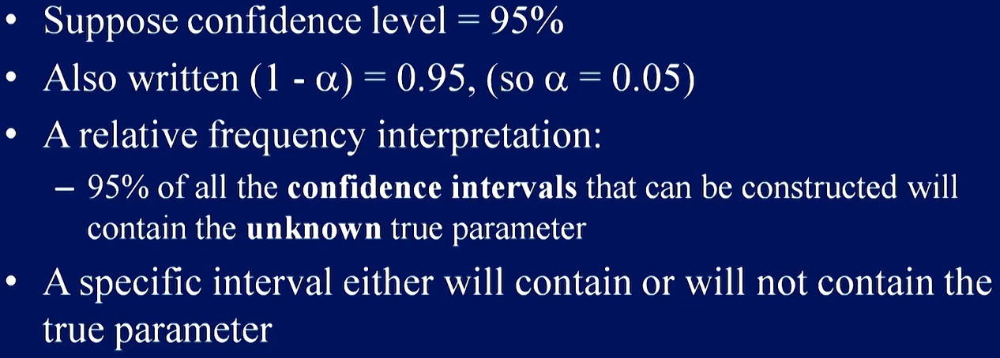 • Suppose confidence level = 95%
• Also written (1 - α) = 0.95, (so α = 0.05)
• A relative frequency interpretation:
– 95% of all the confidence intervals that can be constructed will
contain the unknown true parameter
• A specific interval either will contain or will not contain the
true parameter